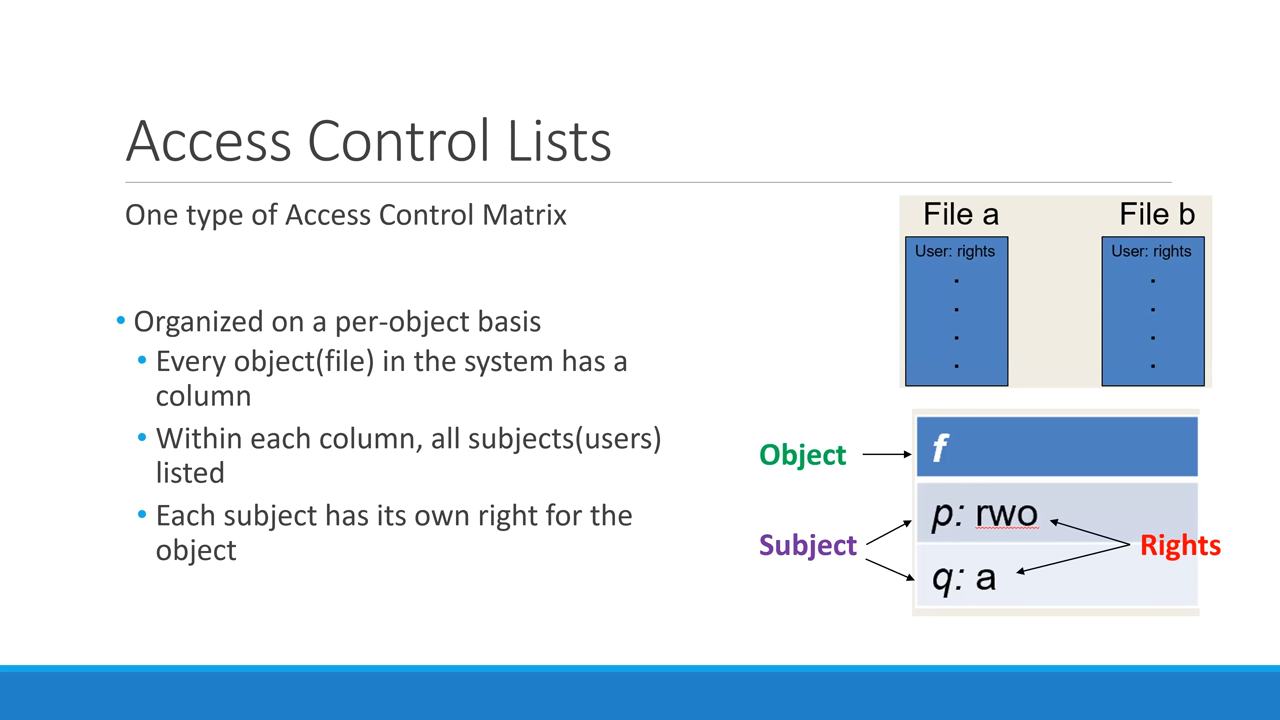 Access Control Lists
One type of Access Control Matrix
• Organized on a per-object basis
• Every object(file) in the system has a
column
• Within each column, all subjects(users)
listed
• Each subject has its own right for the
object
File a
File b
User: rights
User: rights
Object
f
Subject
p: rwo
q: a
Rights